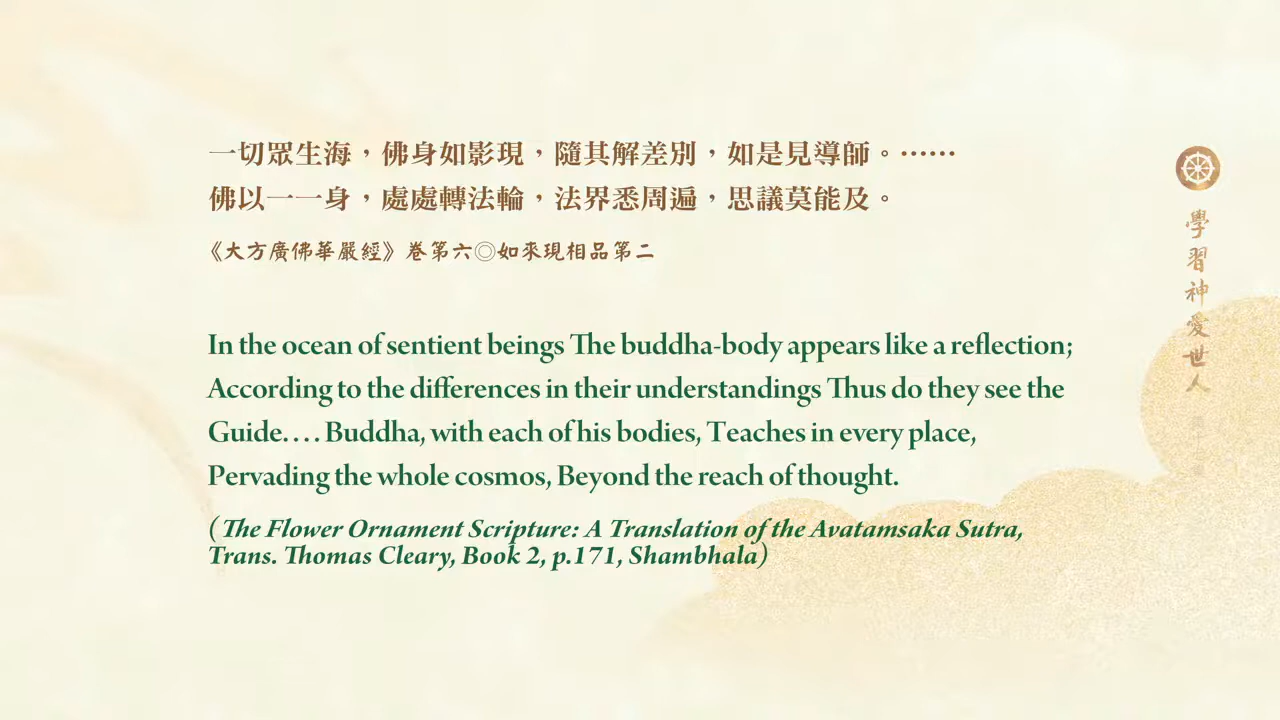 一切眾生海，佛身如影現，隨其解差別，如是見導師。⋯⋯
佛以一一身，處處轉法輪，法界悉周遍，思議莫能及。
《大方廣佛華嚴經》卷第六◎如來現相品第二
In the ocean of sentient beings The buddha-body appears like a reflection;
According to the differences in their understandings Thus do they see the
Guide.... Buddha, with each of his bodies, Teaches in every place,
Pervading the whole cosmos, Beyond the reach of thought.
(The Flower Ornament Scripture: A Translation of the Avatamsaka Sutra,
Trans. Thomas Cleary, Book 2, p.171, Shambhala)
學習神愛世人